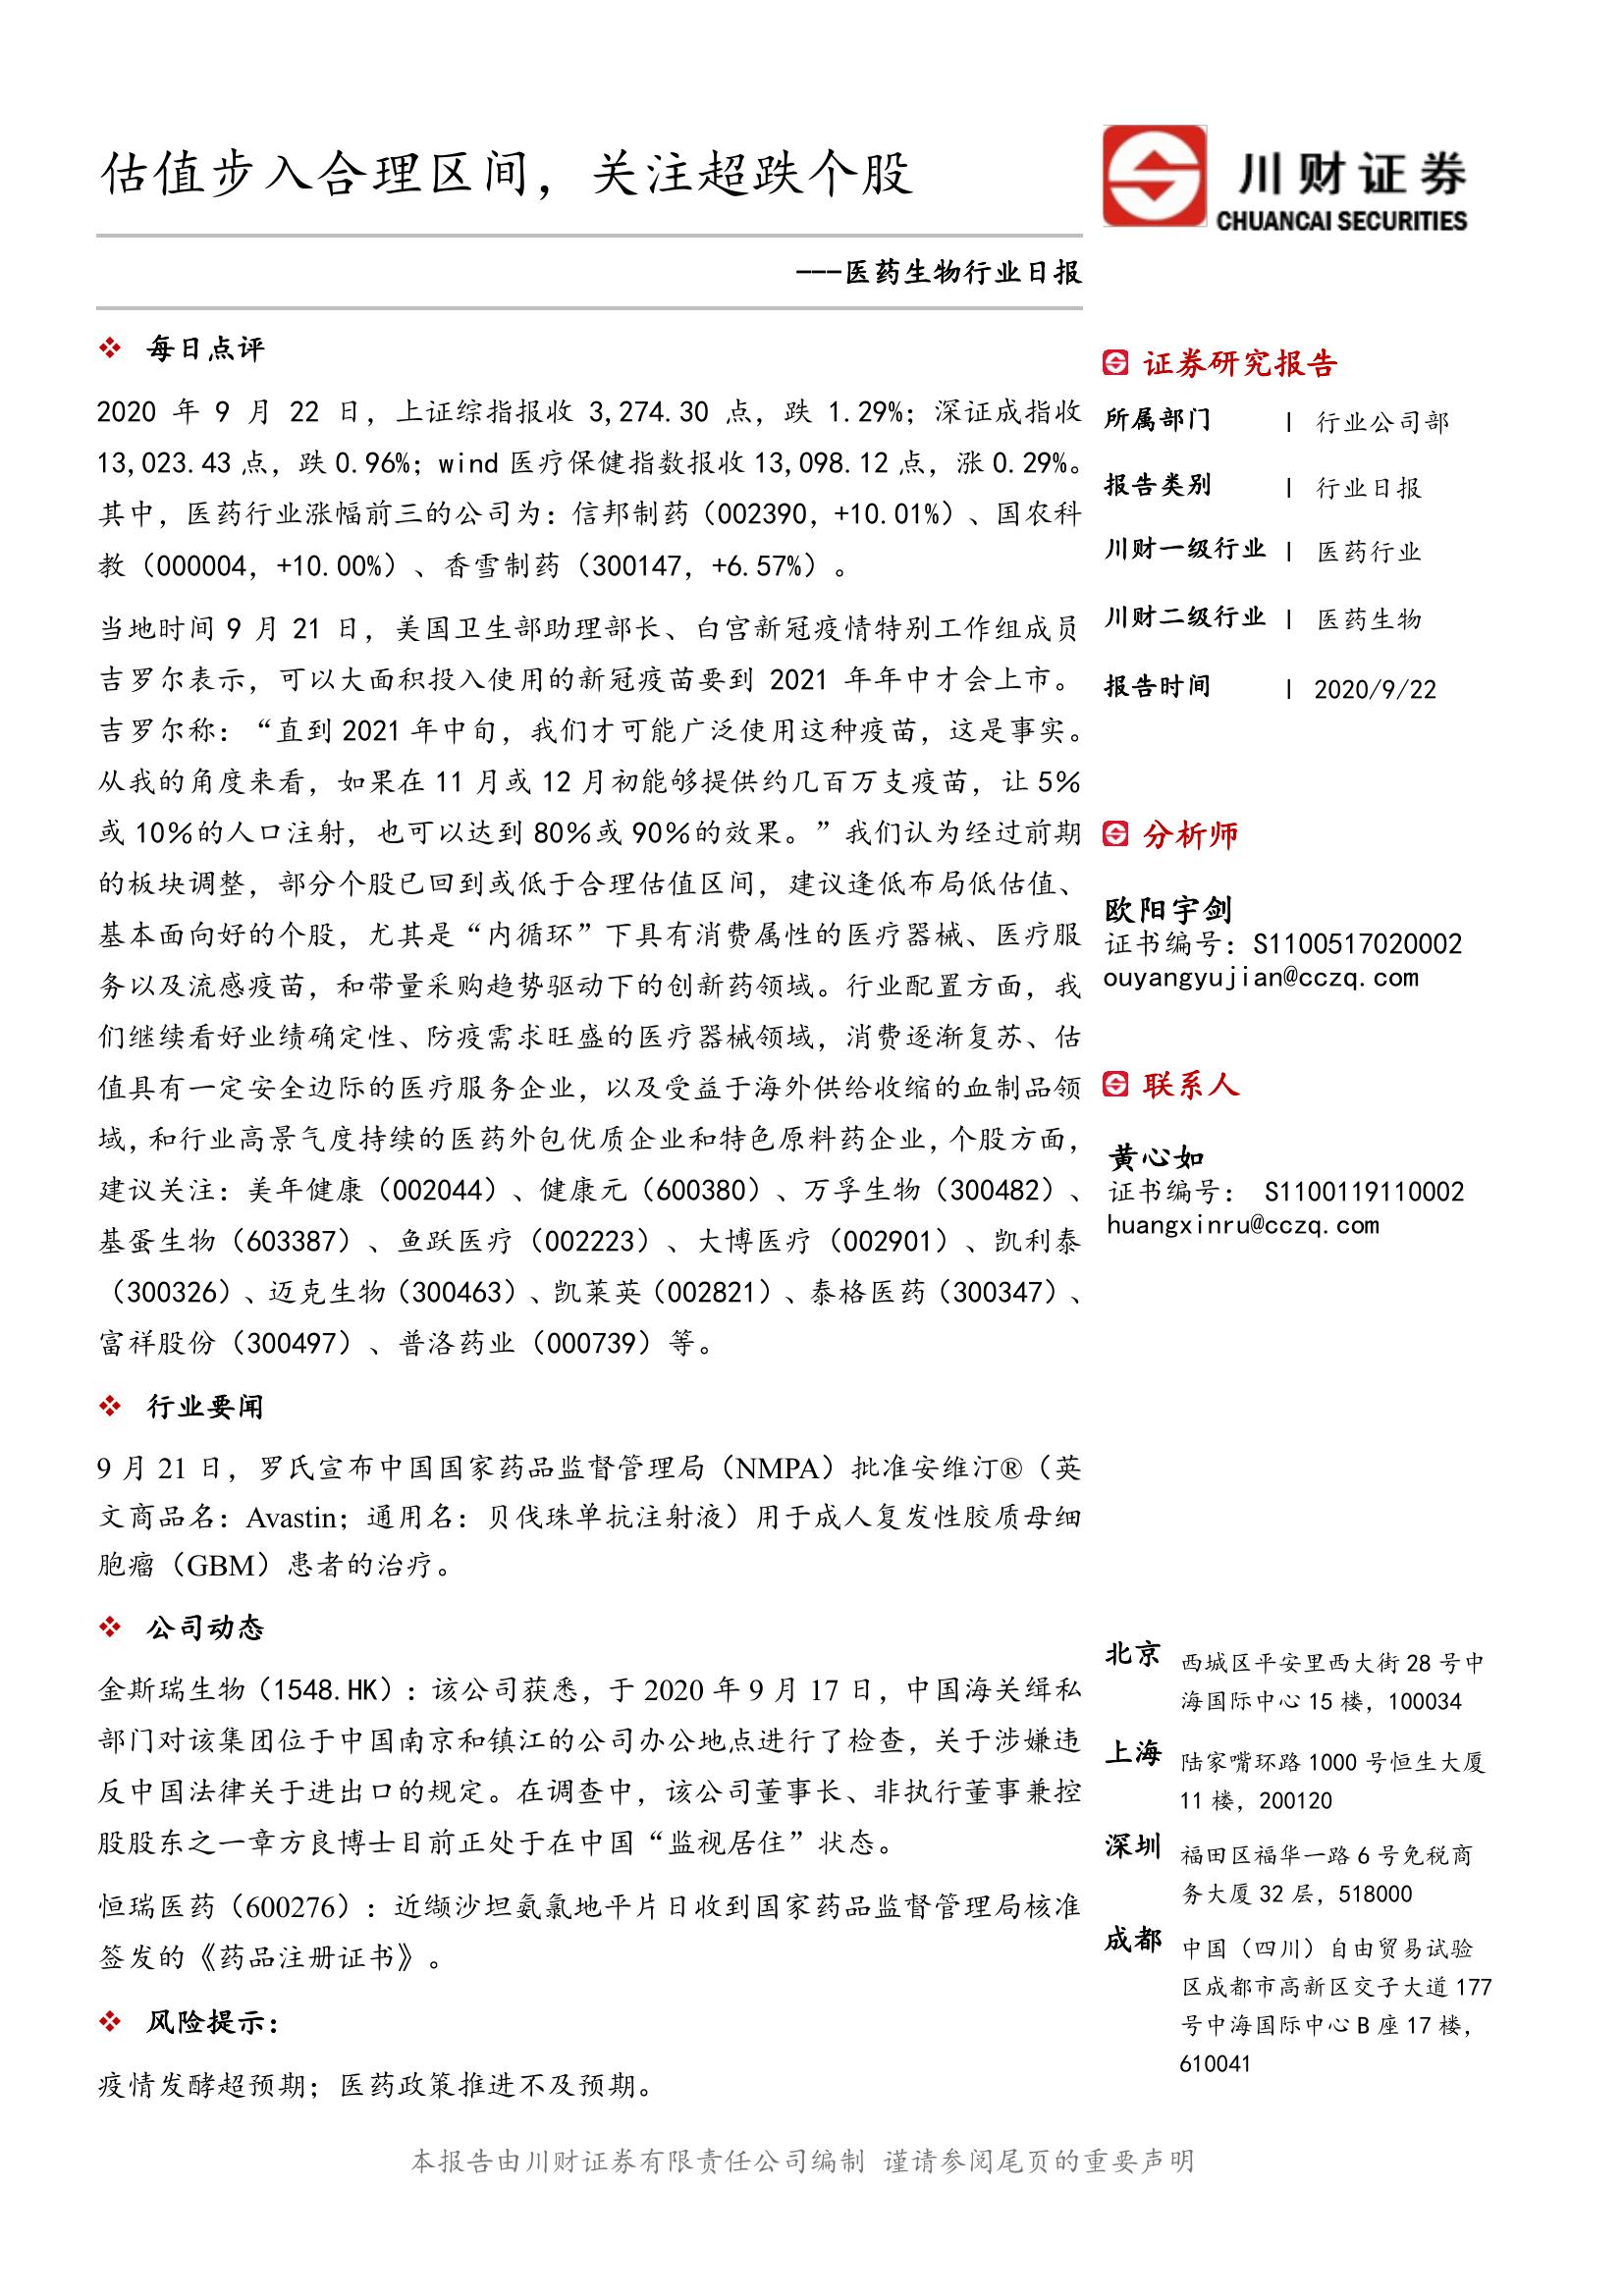 估值步入合理区间，关注超跌个股
---医药生物行业日报
每日点评
2020 年 9 月 22 日，上证综指报收 3,274.30 点，跌 1.29%；深证成指收
13,023.43 点，跌 0.96%；wind 医疗保健指数报收 13,098.12 点，涨 0.29%。
其中，医药行业涨幅前三的公司为：信邦制药（002390，+10.01%）、国农科
教（000004，+10.00%）、香雪制药（300147，+6.57%）。
当地时间 9 月 21 日，美国卫生部助理部长、白宫新冠疫情特别工作组成员
吉罗尔表示，可以大面积投入使用的新冠疫苗要到 2021 年年中才会上市。
吉罗尔称：“直到 2021 年中旬，我们才可能广泛使用这种疫苗，这是事实。
从我的角度来看，如果在 11 月或 12 月初能够提供约几百万支疫苗，让 5%
或 10%的人口注射，也可以达到 80%或 90%的效果。”我们认为经过前期
的板块调整，部分个股已回到或低于合理估值区间，建议逢低布局低估值、
基本面向好的个股，尤其是“内循环”下具有消费属性的医疗器械、医疗服
务以及流感疫苗，和带量采购趋势驱动下的创新药领域。行业配置方面，我
们继续看好业绩确定性、防疫需求旺盛的医疗器械领域，消费逐渐复苏、估
值具有一定安全边际的医疗服务企业，以及受益于海外供给收缩的血制品领
域，和行业高景气度持续的医药外包优质企业和特色原料药企业，个股方面，
建议关注：美年健康（002044）、健康元（600380）、万孚生物（300482）、
基蛋生物（603387）、鱼跃医疗（002223）、大博医疗（002901）、凯利泰
（300326）、迈克生物（300463）、凯莱英（002821）、泰格医药（300347）、
富祥股份（300497）、普洛药业（000739）等。
行业要闻
9 月 21 日，罗氏宣布中国国家药品监督管理局（NMPA）批准安维汀®（英
文商品名：Avastin；通用名：贝伐珠单抗注射液）用于成人复发性胶质母细
胞瘤（GBM）患者的治疗。
公司动态
金斯瑞生物（1548.HK）：该公司获悉，于 2020 年 9 月 17 日，中国海关缉私
部门对该集团位于中国南京和镇江的公司办公地点进行了检查，关于涉嫌违
反中国法律关于进出口的规定。在调查中，该公司董事长、非执行董事兼控
股股东之一章方良博士目前正处于在中国“监视居住”状态。
恒瑞医药（600276）：近缬沙坦氨氯地平片日收到国家药品监督管理局核准
签发的《药品注册证书》。
风险提示：
疫情发酵超预期；医药政策推进不及预期。
川财证券
CHUANCAI SECURITIES
证券研究报告
所属部门 | 行业公司部
报告类别 | 行业日报
川财一级行业 | 医药行业
川财二级行业 | 医药生物
报告时间 | 2020/9/22
分析师
欧阳宇剑
证书编号：S1100517020002
ouyangyujian@cczq.com
联系人
黄心如
证书编号： S1100119110002
huangxinru@cczq.com
北京 西城区平安里西大街 28 号中
海国际中心 15 楼，100034
上海 陆家嘴环路 1000 号恒生大厦
11 楼，200120
深圳 福田区福华一路 6 号免税商
务大厦 32 层，518000
成都 中国（四川）自由贸易试验
区成都市高新区交子大道 177
号中海国际中心 B 座 17 楼，
610041
本报告由川财证券有限责任公司编制 谨请参阅尾页的重要声明